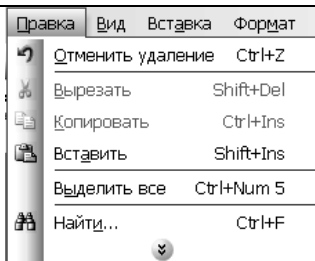 Правка Вид Вставка Формат
Отменить удаление Ctrl+Z
Вырезать Shift+Del
Копировать Ctrl+Ins
Вставить Shift+Ins
Выделить все Ctrl+Num 5
Найти... Ctrl+F